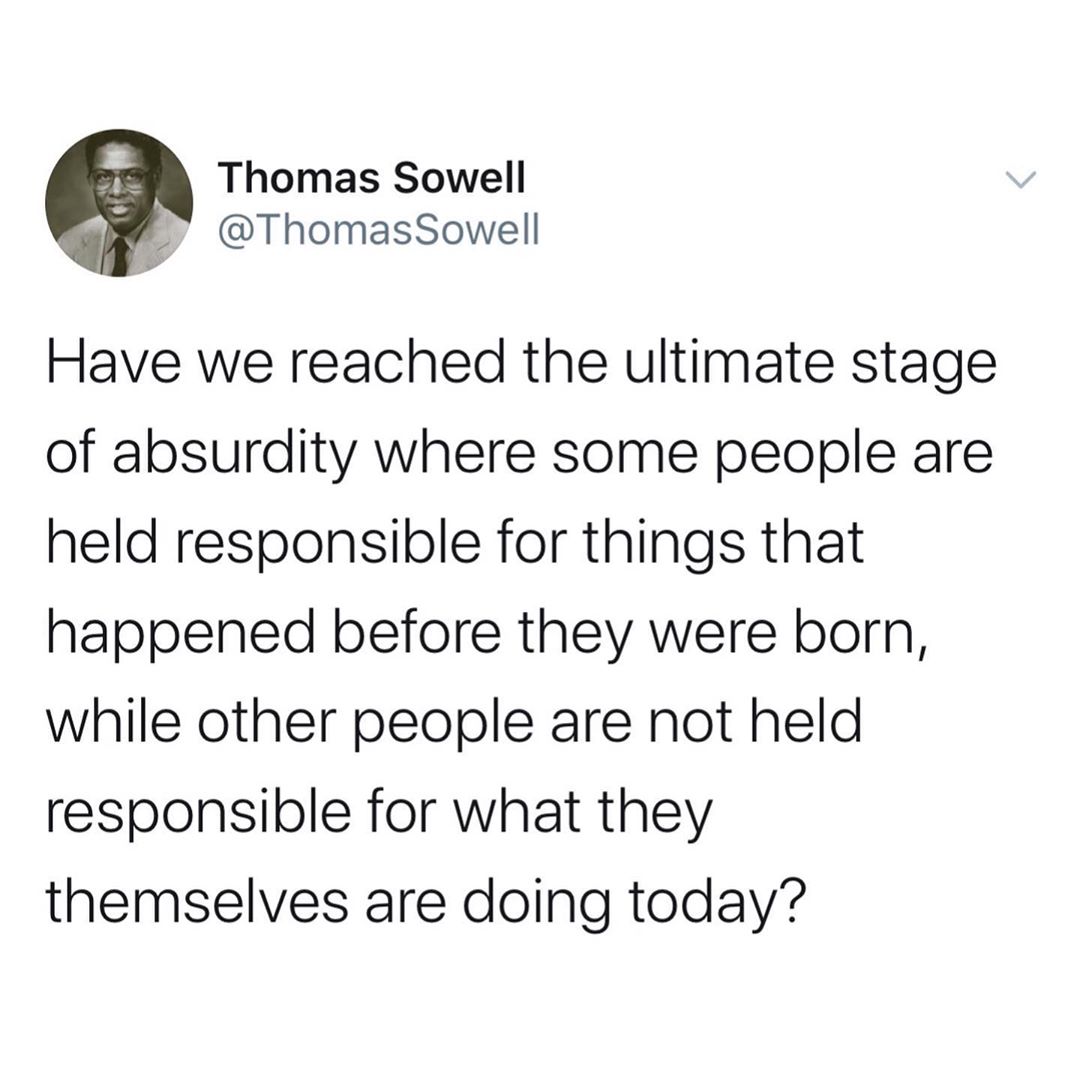 Thomas Sowell
@ThomasSowell
Have we reached the ultimate stage
of absurdity where some people are
held responsible for things that
happened before they were born,
while other people are not held
responsible for what they
themselves are doing today?